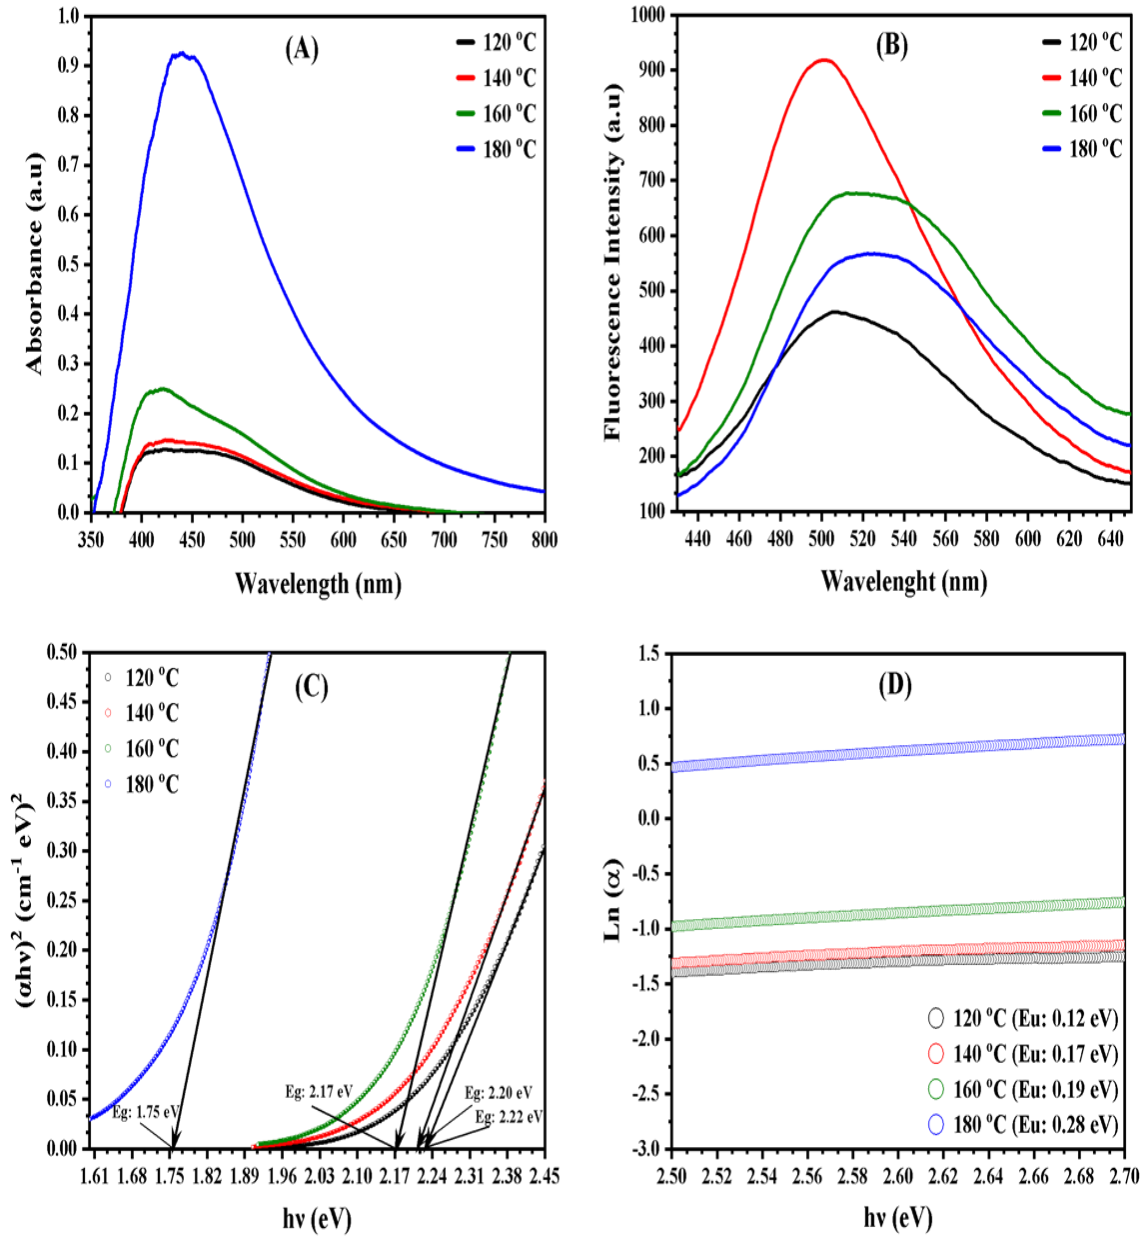 (A)
120 °C
140 °C
160 °C
180 °C
Absorbance (a.u)
1.0
0.9
0.8
0.7
0.6
0.5
0.4
0.3
0.2
0.1
0.0
350 400 450 500 550 600 650 700 750 800
Wavelength (nm)
(B)
120 °C
140 °C
160 °C
180 °C
Fluorescence Intensity (a.u)
1000
900
800
700
600
500
400
300
200
100
440 460 480 500 520 540 560 580 600 620 640
Wavelenght (nm)
(C)
120 °C
140 °C
160 °C
180 °C
(αhν)² (cm⁻¹ eV)²
0.50
0.45
0.40
0.35
0.30
0.25
0.20
0.15
0.10
0.05
0.00
Eg: 1.75 eV
Eg: 2.17 eV
Eg: 2.20 eV
Eg: 2.22 eV
1.61 1.68 1.75 1.82 1.89 1.96 2.03 2.10 2.17 2.24 2.31 2.38 2.45
hν (eV)
(D)
Ln (α)
1.5
1.0
0.5
0.0
-0.5
-1.0
-1.5
-2.0
-2.5
-3.0
120 °C (Eu: 0.12 eV)
140 °C (Eu: 0.17 eV)
160 °C (Eu: 0.19 eV)
180 °C (Eu: 0.28 eV)
2.50 2.52 2.54 2.56 2.58 2.60 2.62 2.64 2.66 2.68 2.70
hν (eV)